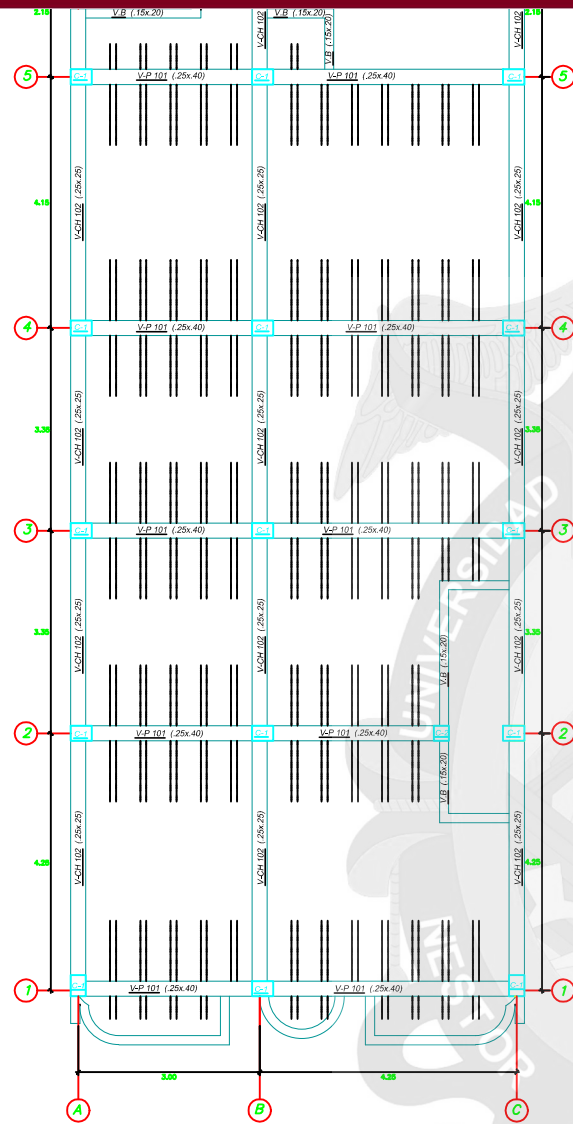 2.15
V.B (.15x.20)
V-CH 102 (.25x.25)
V.B (.15x.20)
2.15
5
C-1
V-P 101 (.25x.40)
C-1
V-P 101 (.25x.40)
C-1
5
4.15
V-CH 102 (.25x.25)
V-CH 102 (.25x.25)
V-CH 102 (.25x.25)
4.15
4
C-1
V-P 101 (.25x.40)
C-1
V-P 101 (.25x.40)
C-1
4
3.35
V-CH 102 (.25x.25)
V-CH 102 (.25x.25)
V-CH 102 (.25x.25)
3.35
3
C-1
V-P 101 (.25x.40)
C-1
V-P 101 (.25x.40)
C-1
3
3.35
V-CH 102 (.25x.25)
V-CH 102 (.25x.25)
V.B (.15x.20)
V-CH 102 (.25x.25)
3.35
2
C-1
V-P 101 (.25x.40)
C-1
V-P 101 (.25x.40)
C-1
2
4.25
V-CH 102 (.25x.25)
V-CH 102 (.25x.25)
V.B (.15x.20)
V-CH 102 (.25x.25)
4.25
1
C-1
V-P 101 (.25x.40)
C-1
V-P 101 (.25x.40)
C-1
1
3.00
4.25
A
B
C
UNIVERSIDAD
NESTOR